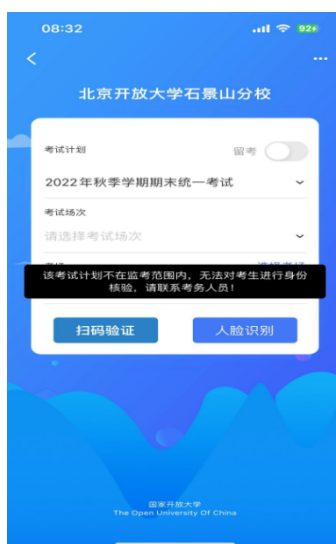 08:32
92
北京开放大学石景山分校
考试计划
留考
2022年秋季学期期末统一考试
考试场次
请选择考试场次
该考试计划不在监考范围内，无法对考生进行身份
核验，请联系考务人员！
扫码验证
人脸识别
国家开放大学
The Open University Of China